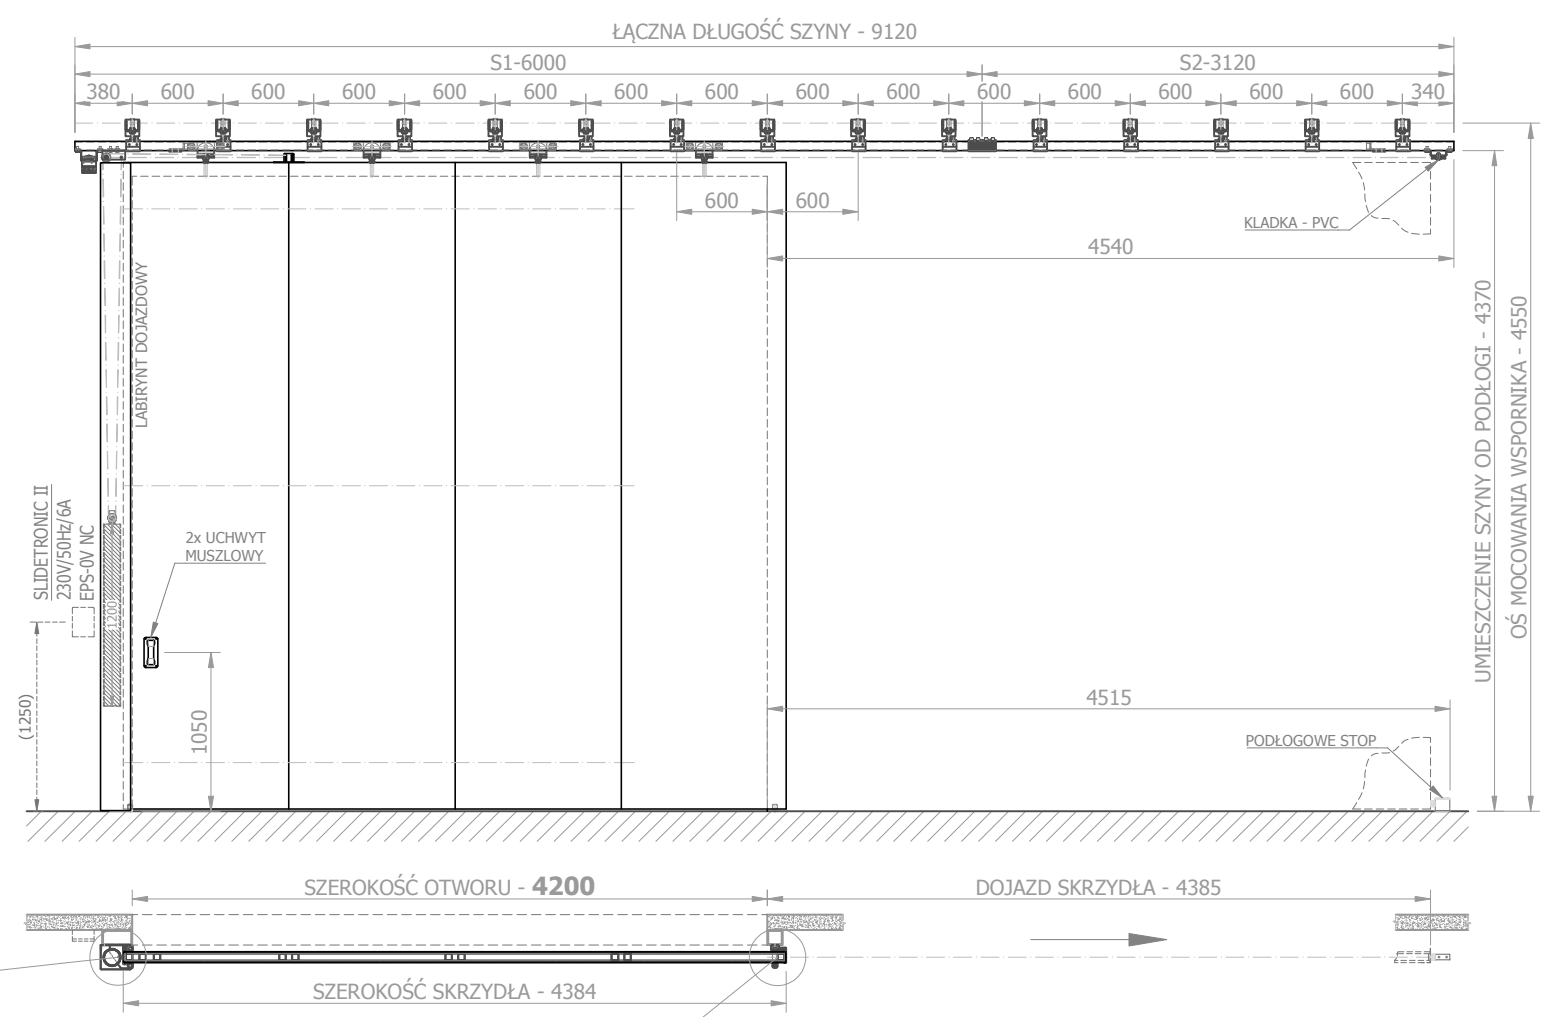 ŁĄCZNA DŁUGOŚĆ SZYNY - 9120
S1-6000
S2-3120
380
600
600
600
600
600
600
600
600
600
600
600
600
600
600
340
600
600
KLADKA - PVC
4540
LABIRYNT DOJAZDOWY
UMIESZCZENIE SZYNY OD PODŁOGI - 4370
OŚ MOCOWANIA WSPORNIKA - 4550
SLIDETRONIC II
230V/50Hz/6A
EPS-0V NC
2x UCHWYT
MUSZLOWY
1200
(1250)
1050
4515
PODŁOGOWE STOP
SZEROKOŚĆ OTWORU - 4200
DOJAZD SKRZYDŁA - 4385
SZEROKOŚĆ SKRZYDŁA - 4384